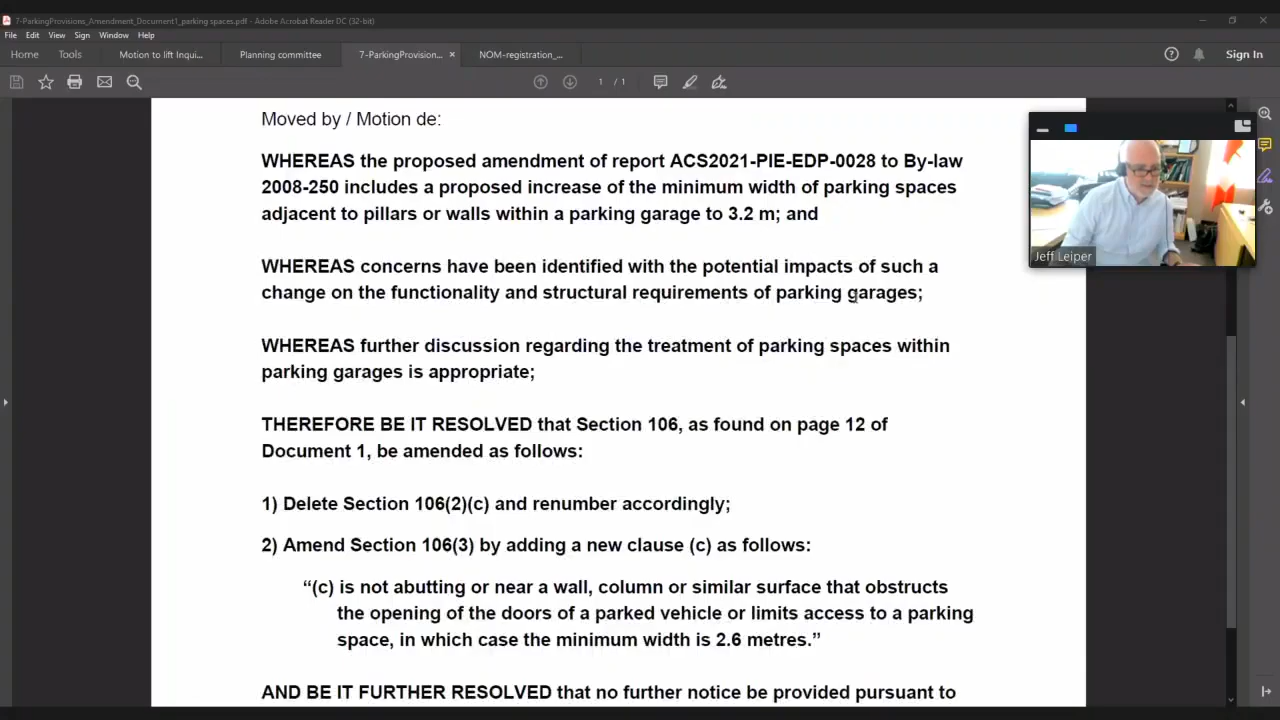 7-ParkingProvisions_Amendment_Document1_parking spaces.pdf - Adobe Acrobat Reader DC (32-bit)
File Edit View Sign Window Help
Home Tools Motion to lift Inqui... Planning committee 7-ParkingProvision... × NOM-registration_... Sign In
1 / 1
Moved by / Motion de:
WHEREAS the proposed amendment of report ACS2021-PIE-EDP-0028 to By-law
2008-250 includes a proposed increase of the minimum width of parking spaces
adjacent to pillars or walls within a parking garage to 3.2 m; and
WHEREAS concerns have been identified with the potential impacts of such a
change on the functionality and structural requirements of parking garages;
WHEREAS further discussion regarding the treatment of parking spaces within
parking garages is appropriate;
THEREFORE BE IT RESOLVED that Section 106, as found on page 12 of
Document 1, be amended as follows:
1) Delete Section 106(2)(c) and renumber accordingly;
2) Amend Section 106(3) by adding a new clause (c) as follows:
“(c) is not abutting or near a wall, column or similar surface that obstructs
the opening of the doors of a parked vehicle or limits access to a parking
space, in which case the minimum width is 2.6 metres.”
AND BE IT FURTHER RESOLVED that no further notice be provided pursuant to
Jeff Leiper